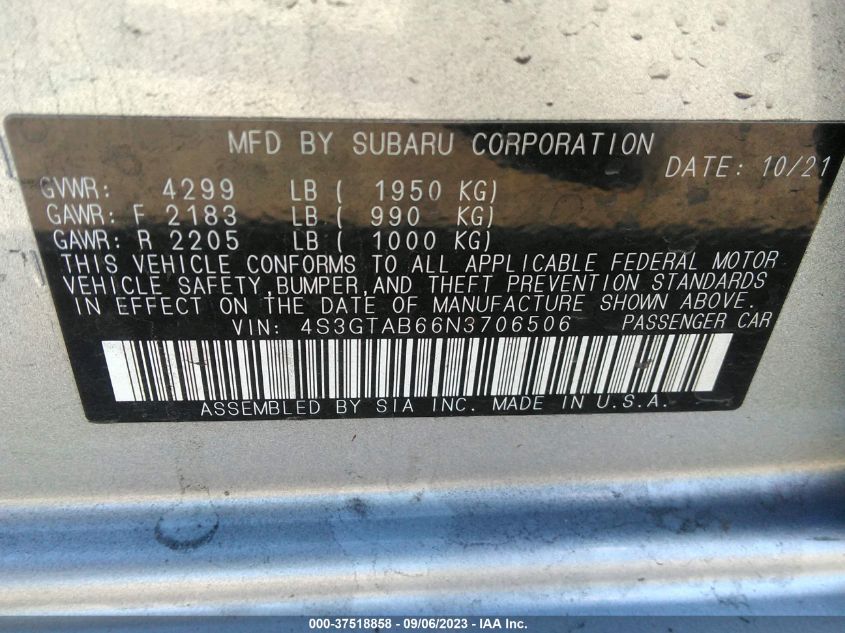 MFD BY SUBARU CORPORATION
DATE: 10/21
GVWR: 4299 LB ( 1950 KG)
GAWR: F 2183 LB ( 990 KG)
GAWR: R 2205 LB ( 1000 KG)
THIS VEHICLE CONFORMS TO ALL APPLICABLE FEDERAL MOTOR
VEHICLE SAFETY, BUMPER, AND THEFT PREVENTION STANDARDS
IN EFFECT ON THE DATE OF MANUFACTURE SHOWN ABOVE.
VIN: 4S3GTAB66N3706506 PASSENGER CAR
ASSEMBLED BY SIA INC. MADE IN U.S.A.
000-37518858 - 09/06/2023 - IAA Inc.